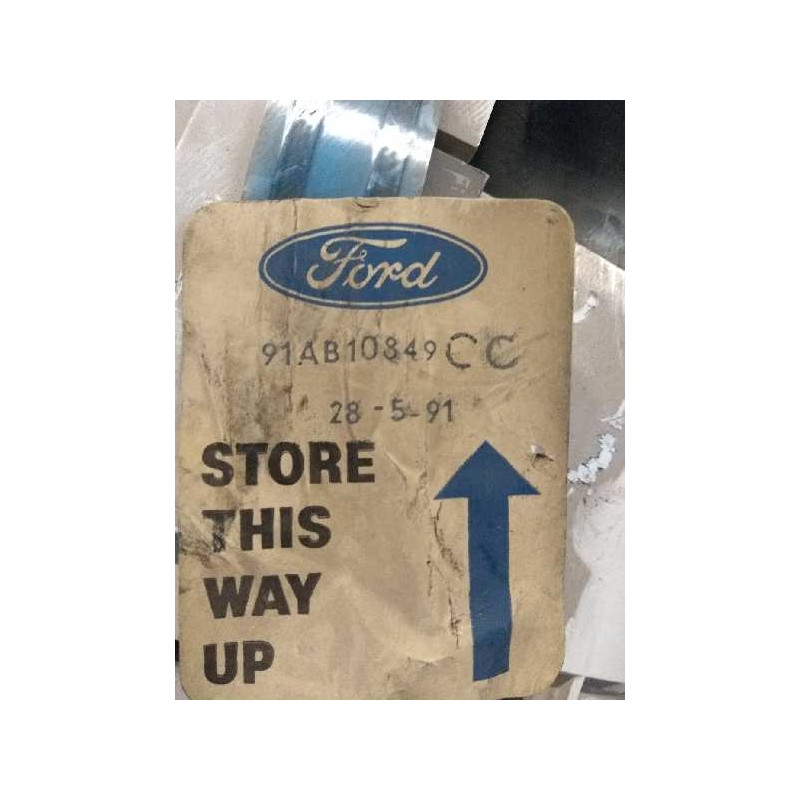 Ford
91AB10849CC
28-5-91
STORE
THIS
WAY
UP